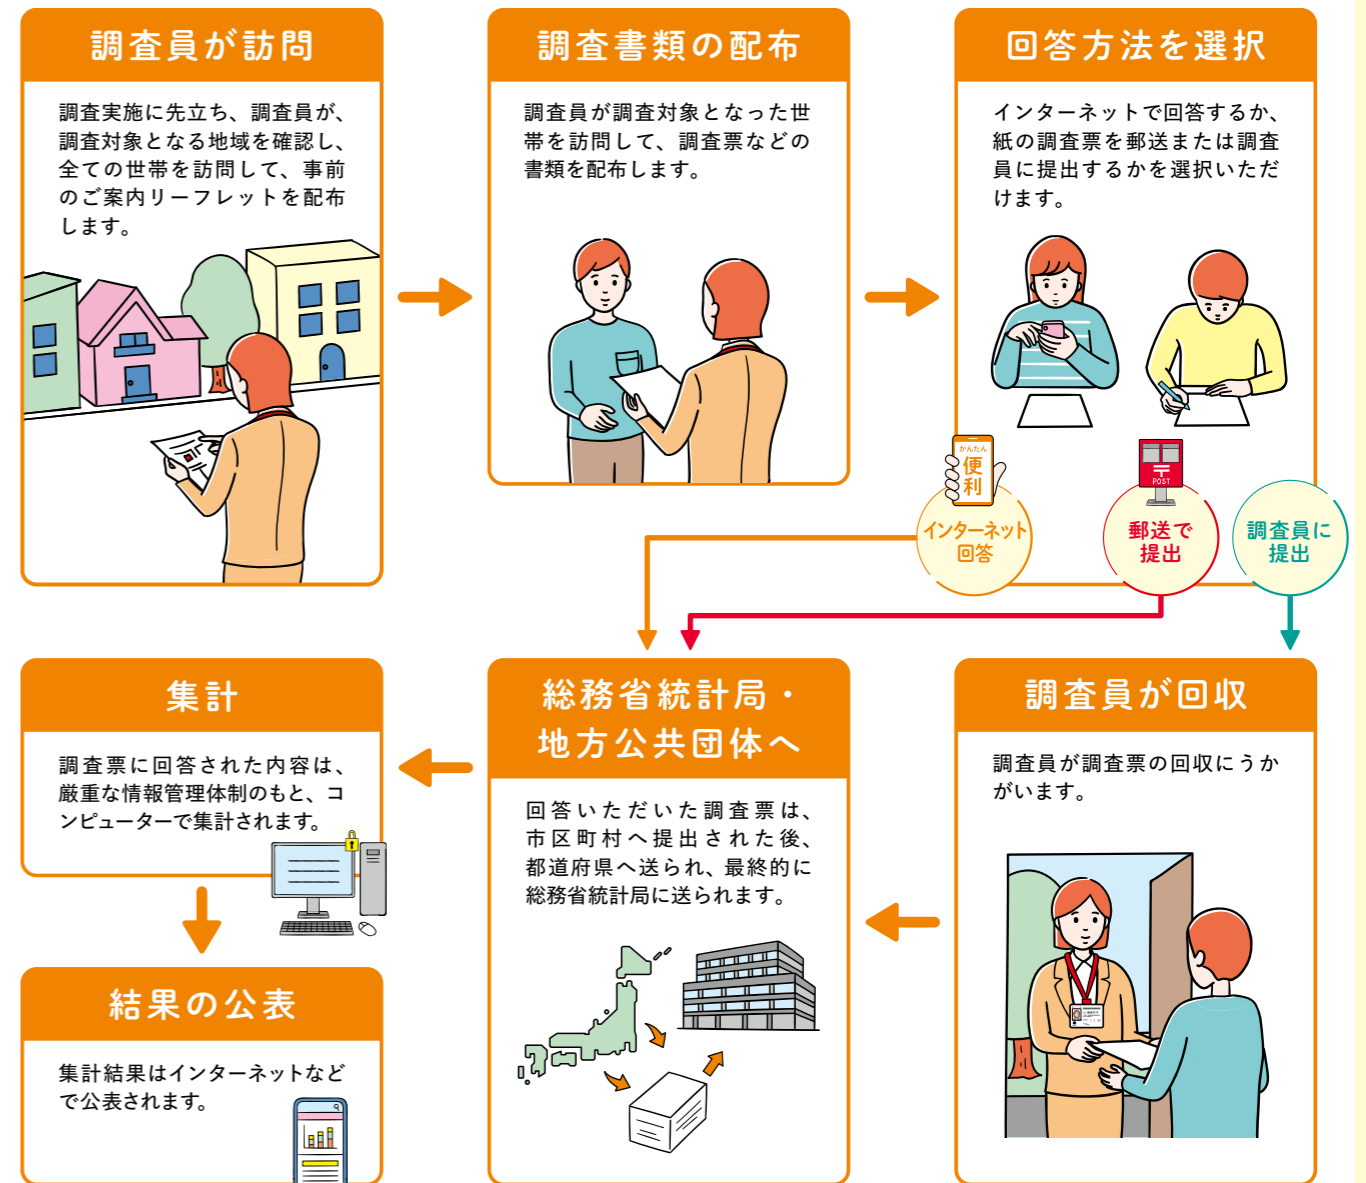 調査員が訪問
調査実施に先立ち、調査員が、
調査対象となる地域を確認し、
全ての世帯を訪問して、事前
のご案内リーフレットを配布
します。
調査書類の配布
調査員が調査対象となった世
帯を訪問して、調査票などの
書類を配布します。
回答方法を選択
インターネットで回答するか、
紙の調査票を郵送または調査
員に提出するかを選択いただ
けます。
かんたん
便
利
インターネット
回答
POST
郵送で
提出
調査員に
提出
調査員が回収
調査員が調査票の回収にうか
がいます。
総務省統計局・
地方公共団体へ
回答いただいた調査票は、
市区町村へ提出された後、
都道府県へ送られ、最終的に
総務省統計局に送られます。
集計
調査票に回答された内容は、
厳重な情報管理体制のもと、コ
ンピューターで集計されます。
結果の公表
集計結果はインターネットなど
で公表されます。